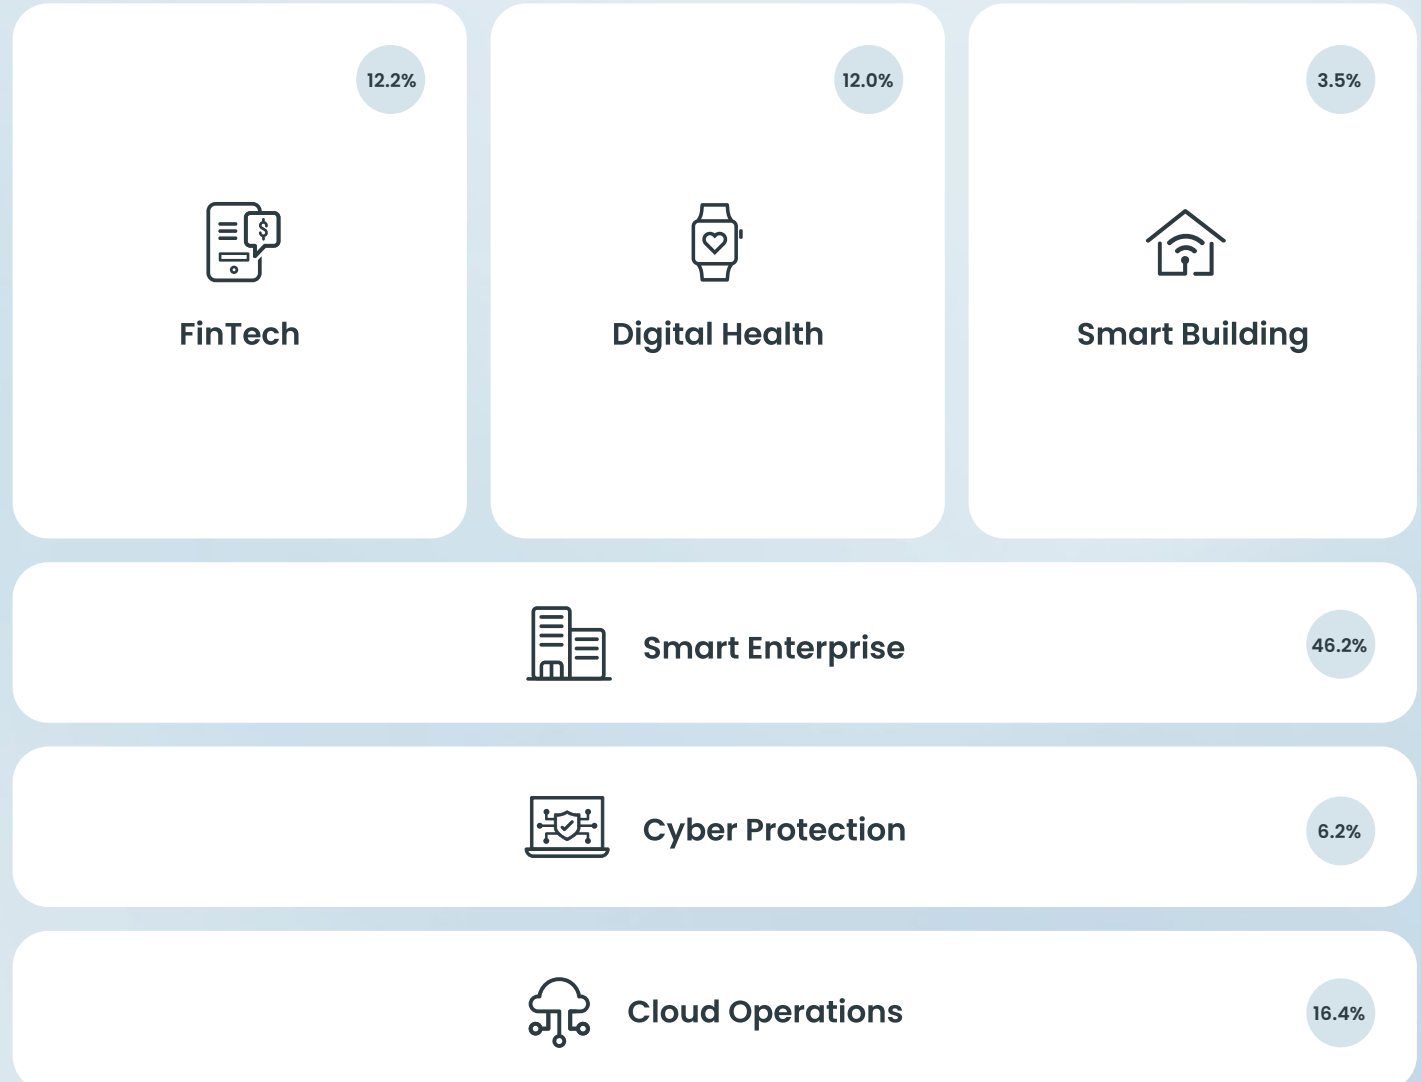 12.2%
FinTech
12.0%
Digital Health
3.5%
Smart Building
Smart Enterprise
46.2%
Cyber Protection
6.2%
Cloud Operations
16.4%